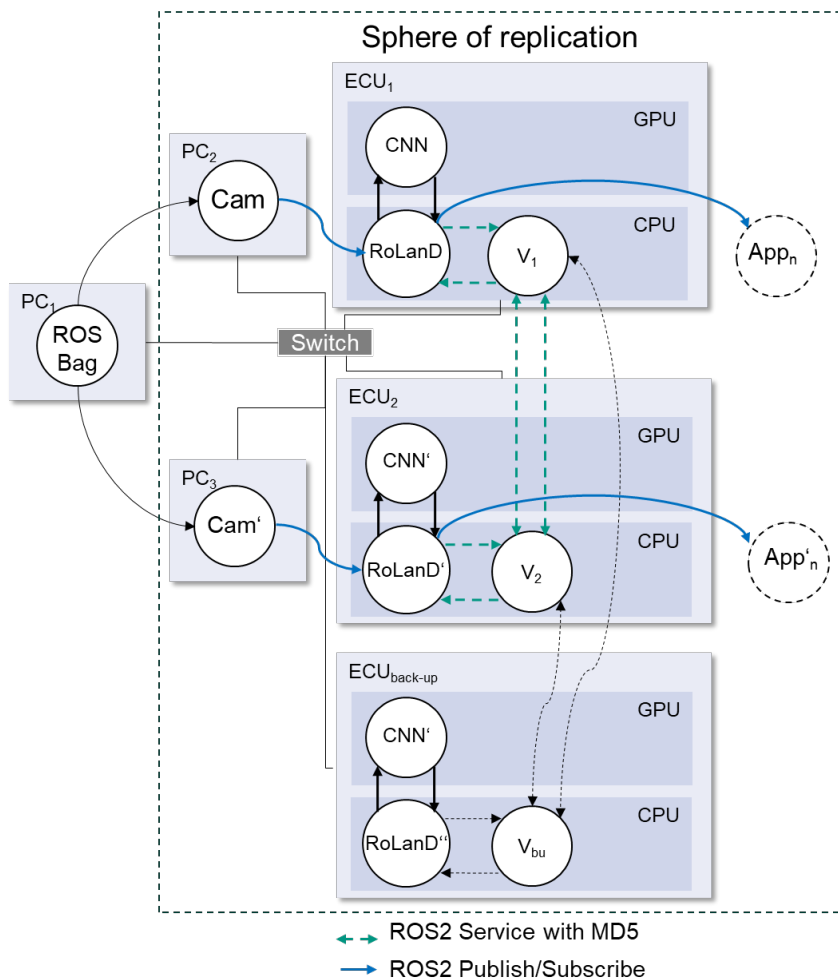 Sphere of replication
ECU1
GPU
CNN
PC2
Cam
CPU
RoLanD
V1
Appn
PC1
ROS
Bag
Switch
ECU2
GPU
CNN‘
PC3
Cam‘
CPU
RoLanD‘
V2
App‘n
ECUback-up
GPU
CNN‘
CPU
RoLanD‘‘
Vbu
ROS2 Service with MD5
ROS2 Publish/Subscribe